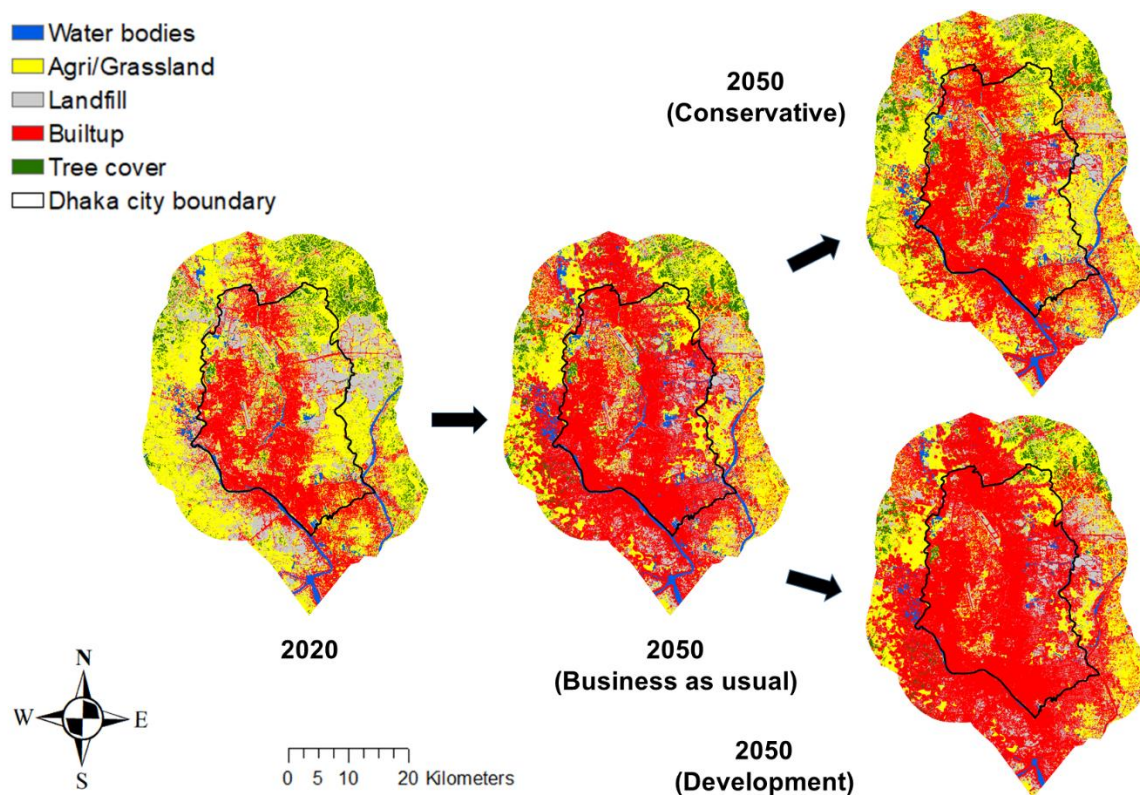 Water bodies
Agri/Grassland
Landfill
Builtup
Tree cover
Dhaka city boundary
2050
(Conservative)
2020
2050
(Business as usual)
2050
(Development)
N
W E
S
0 5 10 20 Kilometers